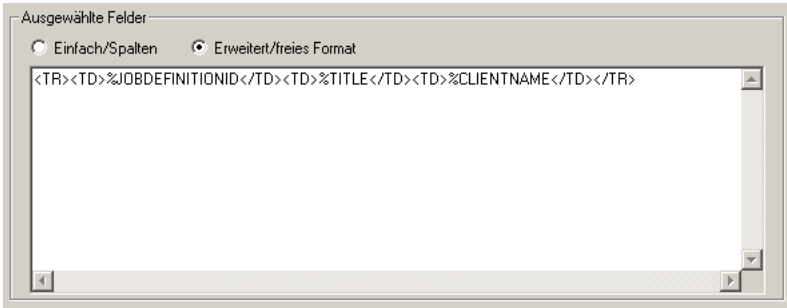 Ausgewählte Felder
Einfach/Spalten Erweitert/freies Format
<TR><TD>%JOBDEFINITIONID</TD><TD>%TITLE</TD><TD>%CLIENTNAME</TD></TR>